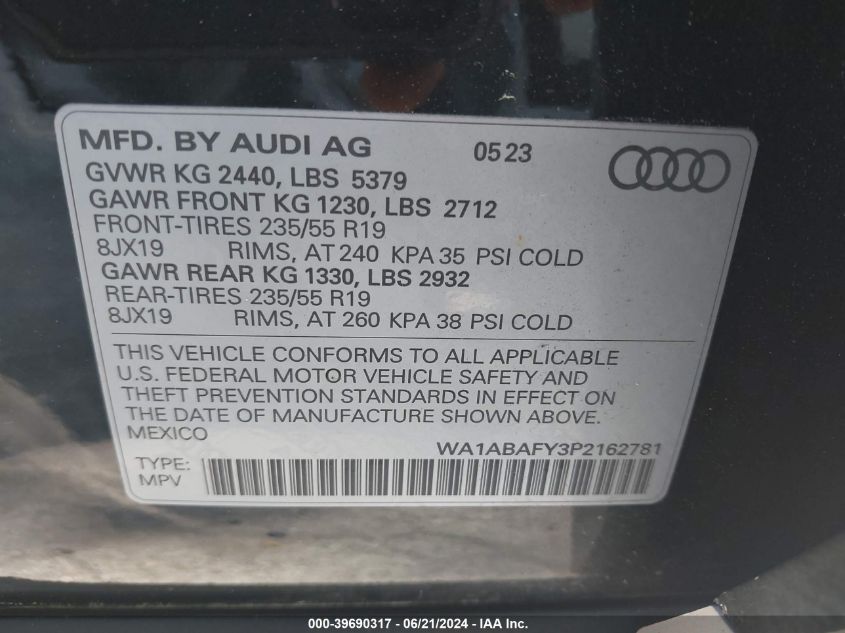 MFD. BY AUDI AG 0523
GVWR KG 2440, LBS 5379
GAWR FRONT KG 1230, LBS 2712
FRONT-TIRES 235/55 R19
8JX19 RIMS, AT 240 KPA 35 PSI COLD
GAWR REAR KG 1330, LBS 2932
REAR-TIRES 235/55 R19
8JX19 RIMS, AT 260 KPA 38 PSI COLD
THIS VEHICLE CONFORMS TO ALL APPLICABLE
U.S. FEDERAL MOTOR VEHICLE SAFETY AND
THEFT PREVENTION STANDARDS IN EFFECT ON
THE DATE OF MANUFACTURE SHOWN ABOVE.
MEXICO WA1ABAFY3P2162781
TYPE:
MPV
000-39690317 / 06/21/2024 / IAA Inc.